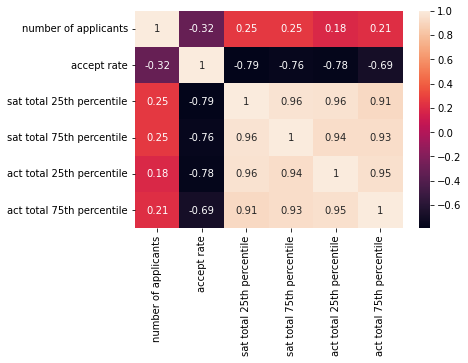 number of applicants 1 -0.32 0.25 0.25 0.18 0.21
accept rate -0.32 1 -0.79 -0.76 -0.78 -0.69
sat total 25th percentile 0.25 -0.79 1 0.96 0.96 0.91
sat total 75th percentile 0.25 -0.76 0.96 1 0.94 0.93
act total 25th percentile 0.18 -0.78 0.96 0.94 1 0.95
act total 75th percentile 0.21 -0.69 0.91 0.93 0.95 1
number of applicants
accept rate
sat total 25th percentile
sat total 75th percentile
act total 25th percentile
act total 75th percentile
1.0
0.8
0.6
0.4
0.2
0.0
−0.2
−0.4
−0.6